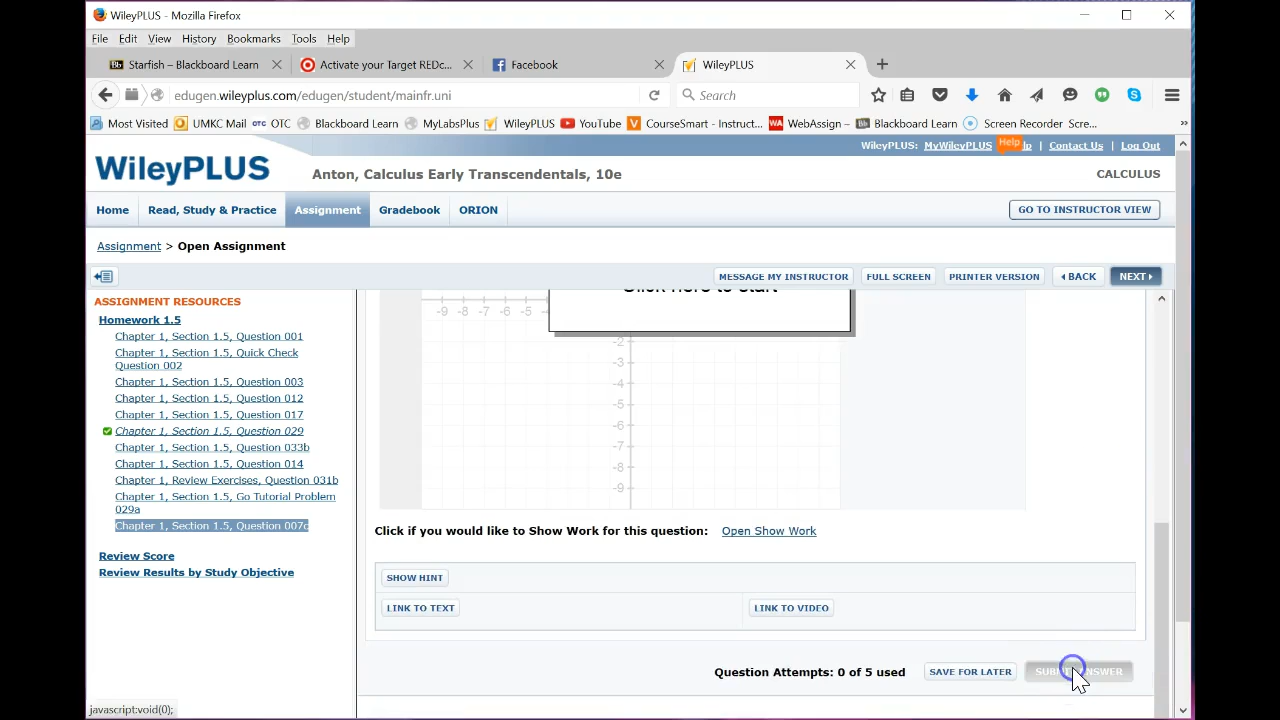 WileyPLUS - Mozilla Firefox
File Edit View History Bookmarks Tools Help
Bb Starfish – Blackboard Learn
Activate your Target REDc...
Facebook
WileyPLUS
edugen.wileyplus.com/edugen/student/mainfr.uni
Search
Most Visited UMKC Mail OTC OTC Blackboard Learn MyLabsPlus WileyPLUS YouTube V CourseSmart - Instruct... WA WebAssign – Bb Blackboard Learn Screen Recorder Scre...
WileyPLUS: MyWileyPLUS Help | Contact Us | Log Out
WileyPLUS Anton, Calculus Early Transcendentals, 10e CALCULUS
Home Read, Study & Practice Assignment Gradebook ORION GO TO INSTRUCTOR VIEW
Assignment > Open Assignment
MESSAGE MY INSTRUCTOR FULL SCREEN PRINTER VERSION BACK NEXT
ASSIGNMENT RESOURCES
Homework 1.5
Chapter 1, Section 1.5, Question 001
Chapter 1, Section 1.5, Quick Check
Question 002
Chapter 1, Section 1.5, Question 003
Chapter 1, Section 1.5, Question 012
Chapter 1, Section 1.5, Question 017
Chapter 1, Section 1.5, Question 029
Chapter 1, Section 1.5, Question 033b
Chapter 1, Section 1.5, Question 014
Chapter 1, Review Exercises, Question 031b
Chapter 1, Section 1.5, Go Tutorial Problem
029a
Chapter 1, Section 1.5, Question 007c
Review Score
Review Results by Study Objective
Click here to start
-9 -8 -7 -6 -5
-2
-3
-4
-5
-6
-7
-8
-9
Click if you would like to Show Work for this question: Open Show Work
SHOW HINT
LINK TO TEXT LINK TO VIDEO
Question Attempts: 0 of 5 used SAVE FOR LATER SUBMIT ANSWER
javascript:void(0);